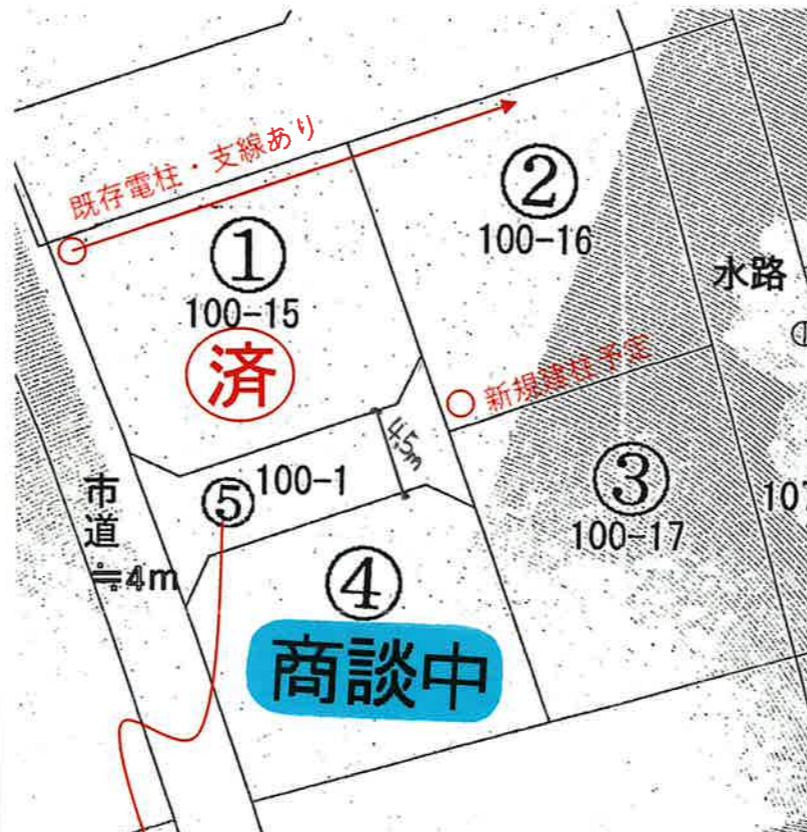 既存電柱・支線あり
①
100-15
済
②
100-16
水路
新規建柱予定
4.5m
⑤ 100-1
③
100-17
市道
≒4m
④
商談中